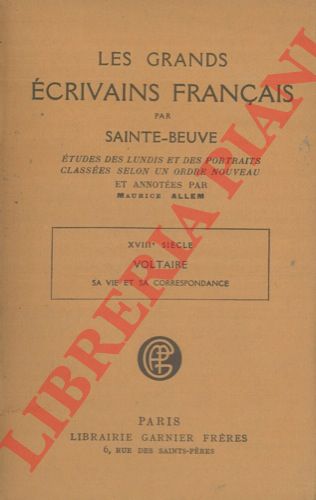 LES GRANDS
ÉCRIVAINS FRANÇAIS
PAR
SAINTE-BEUVE
ÉTUDES DES LUNDIS ET DES PORTRAITS
CLASSÉES SELON UN ORDRE NOUVEAU
ET ANNOTÉES PAR
MAURICE ALLEM
XVIIIe SIÈCLE
VOLTAIRE
SA VIE ET SA CORRESPONDANCE
PARIS
LIBRAIRIE GARNIER FRÈRES
6, RUE DES SAINTS-PÈRES
LIBRERIA PIANI
LIBRERIA PIANI